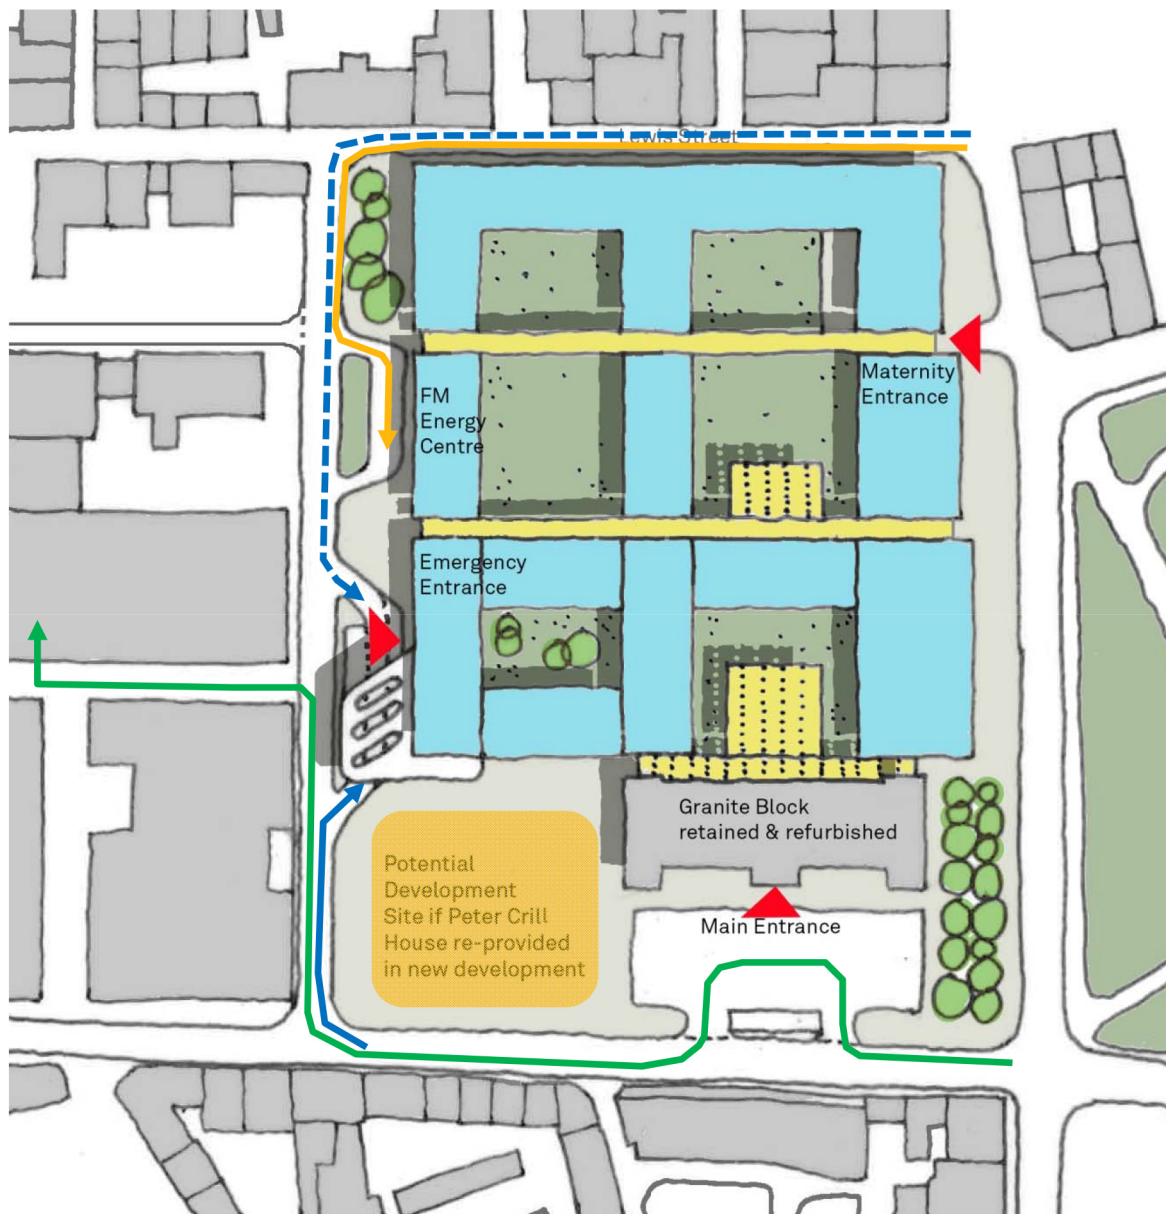 Lewis Street
Maternity
Entrance
FM
Energy
Centre
Emergency
Entrance
Granite Block
retained & refurbished
Potential
Development
Site if Peter Crill
House re-provided
in new development
Main Entrance